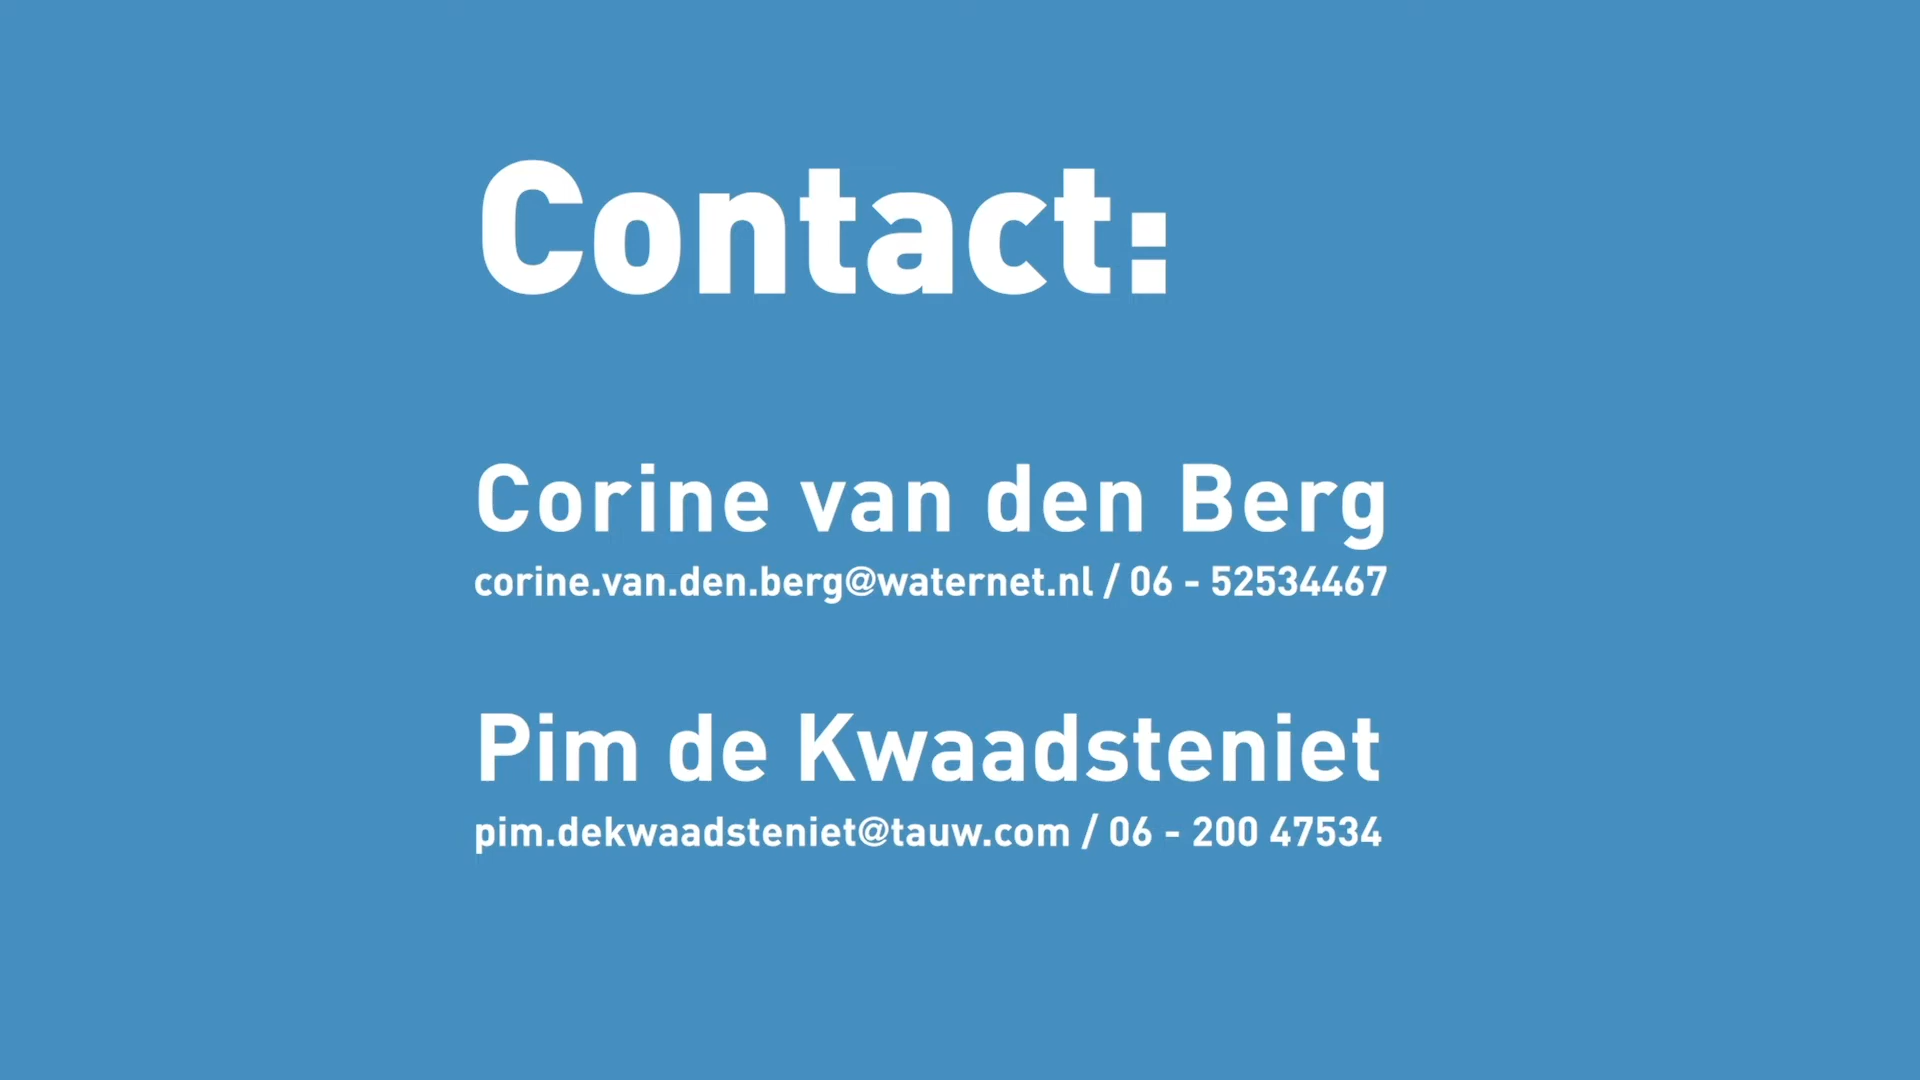 Contact:
Corine van den Berg
corine.van.den.berg@waternet.nl / 06 - 52534467
Pim de Kwaadsteniet
pim.dekwaadsteniet@tauw.com / 06 - 200 47534